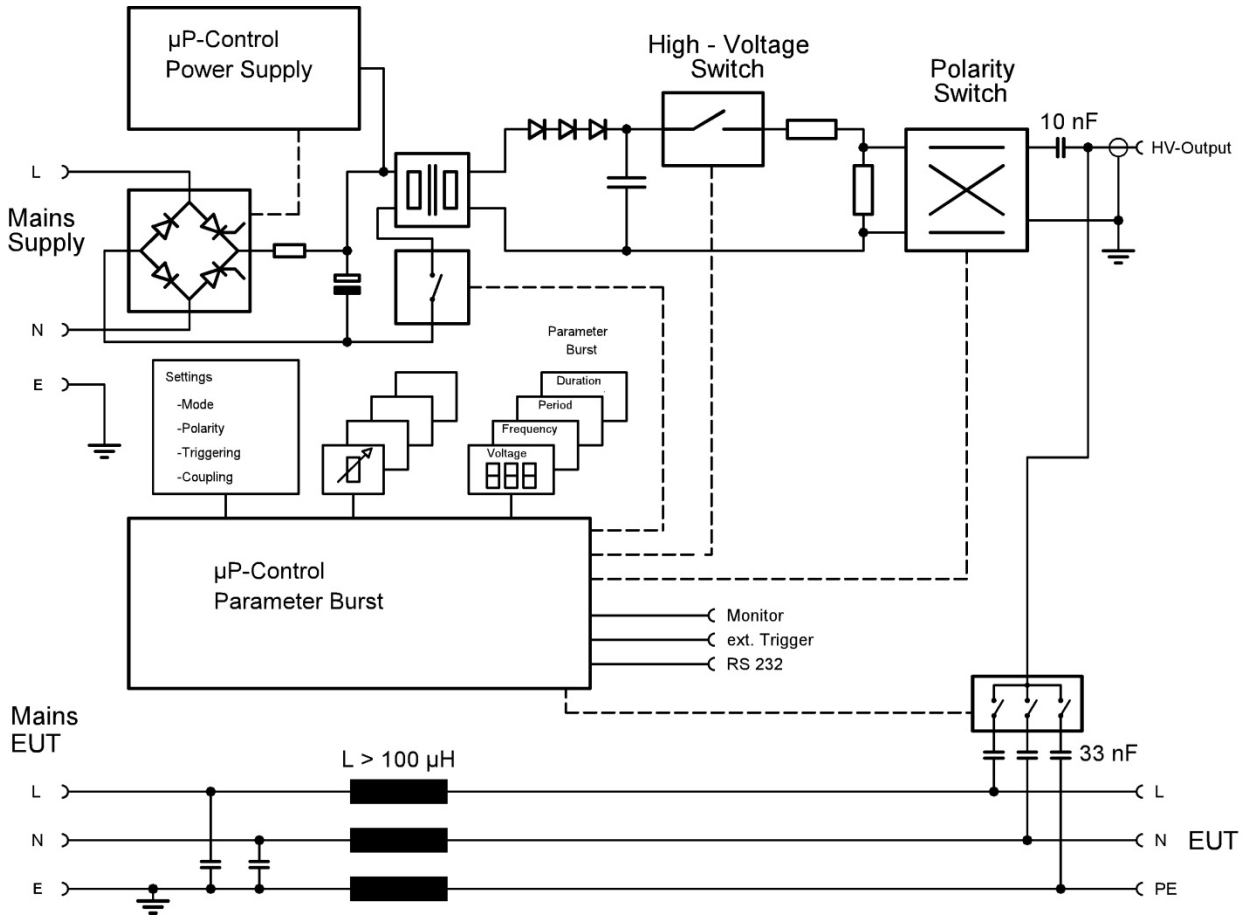 µP-Control
Power Supply
High - Voltage
Switch
Polarity
Switch
10 nF
HV-Output
L
Mains
Supply
N
E
Settings
-Mode
-Polarity
-Triggering
-Coupling
Parameter
Burst
Duration
Period
Frequency
Voltage
888
µP-Control
Parameter Burst
Monitor
ext. Trigger
RS 232
Mains
EUT
L > 100 µH
33 nF
L
L
N
N
EUT
E
PE